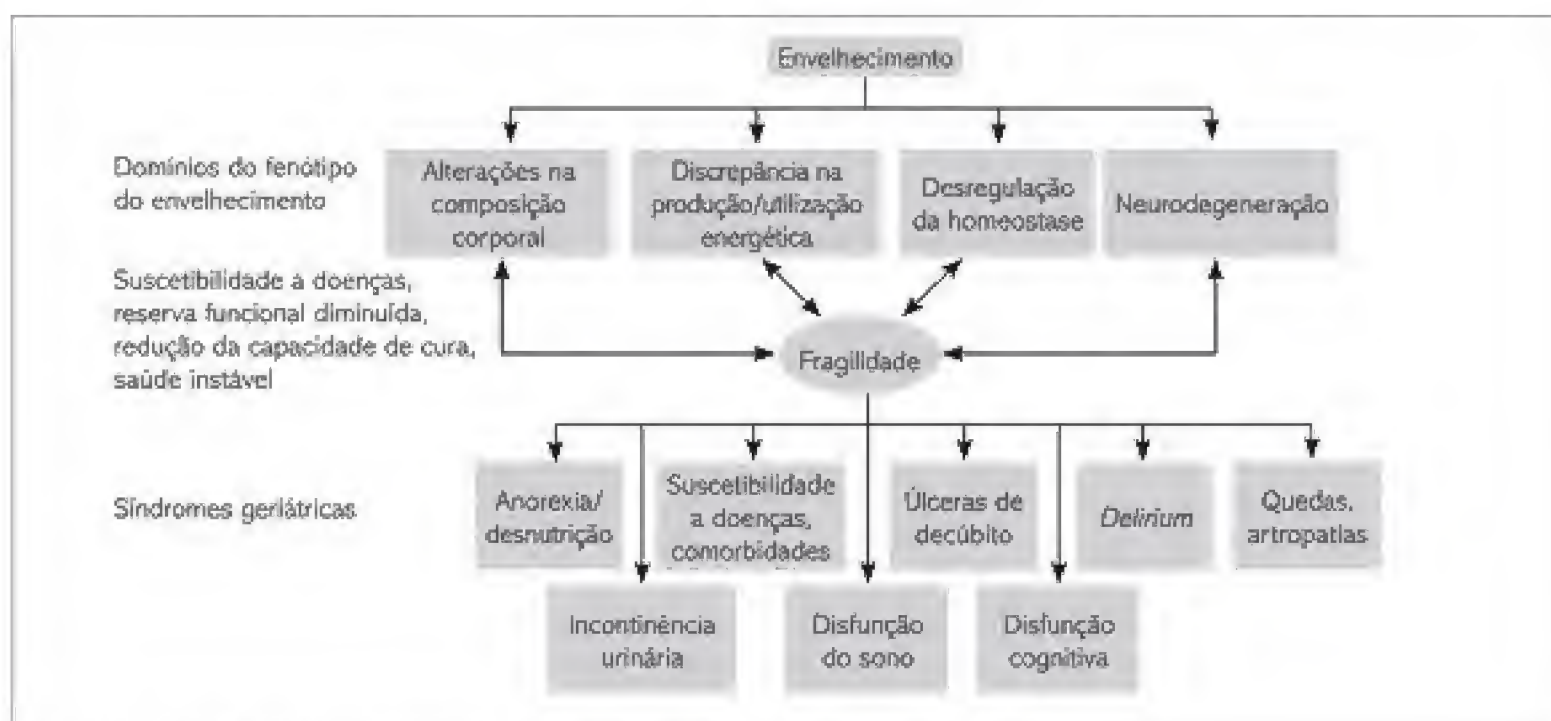 Envelhecimento
Domínios do fenótipo
do envelhecimento
Alterações na
composição
corporal
Discrepância na
produção/utilização
energética
Desregulação
da homeostase
Neurodegeneração
Suscetibilidade a doenças,
reserva funcional diminuída,
redução da capacidade de cura,
saúde instável
Fragilidade
Síndromes geriátricas
Anorexia/
desnutrição
Suscetibilidade
a doenças,
comorbidades
Úlceras de
decúbito
Delirium
Quedas,
artropatias
Incontinência
urinária
Disfunção
do sono
Disfunção
cognitiva